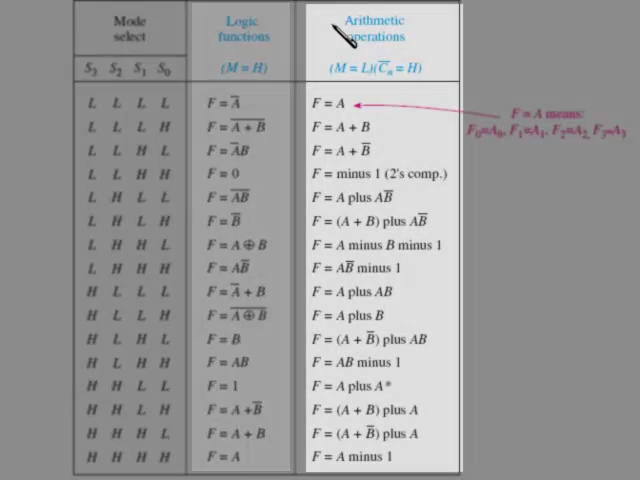 Mode select
Logic functions
Arithmetic operations
S3 S2 S1 S0
(M = H)
(M = L)(C̅n = H)
L L L L F = A̅ F = A
L L L H F = A̅ ̅+̅ ̅B̅ F = A + B
L L H L F = A̅B F = A + B̅
L L H H F = 0 F = minus 1 (2's comp.)
L H L L F = A̅B̅ F = A plus AB̅
L H L H F = B̅ F = (A + B) plus AB̅
L H H L F = A ⊕ B F = A minus B minus 1
L H H H F = AB̅ F = AB̅ minus 1
H L L L F = A̅ + B F = A plus AB
H L L H F = A̅ ̅⊕̅ ̅B̅ F = A plus B
H L H L F = B F = (A + B̅) plus AB
H L H H F = AB F = AB minus 1
H H L L F = 1 F = A plus A*
H H L H F = A + B̅ F = (A + B) plus A
H H H L F = A + B F = (A + B̅) plus A
H H H H F = A F = A minus 1
F = A means:
F0=A0, F1=A1, F2=A2, F3=A3